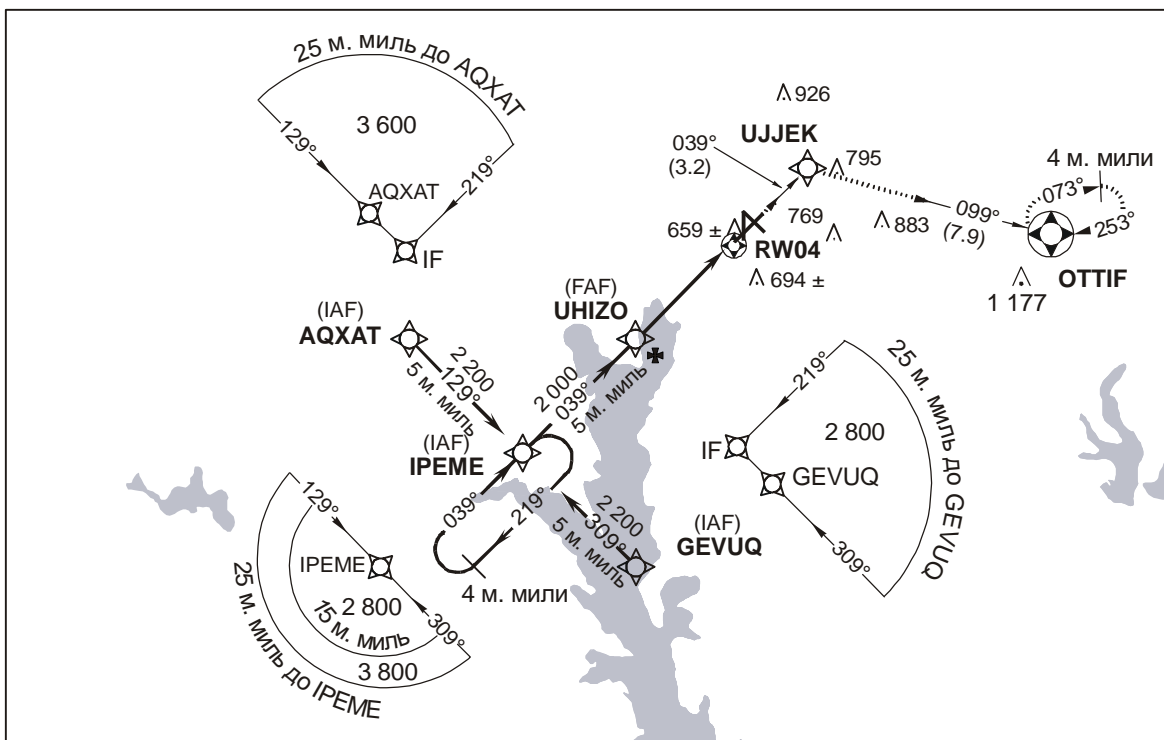 25 м. миль до AQXAT
3 600
129°
219°
AQXAT
IF
926
UJJEK
039°
(3.2)
795
4 м. мили
073°
253°
099°
(7.9)
883
769
659 ±
RW04
694 ±
OTTIF
1 177
(FAF)
UHIZO
(IAF)
AQXAT
2 200
129°
5 м. миль
2 000
039°
5 м. миль
(IAF)
IPEME
039°
219°
4 м. мили
2 200
309°
5 м. миль
(IAF)
GEVUQ
219°
25 м. миль до GEVUQ
2 800
IF
GEVUQ
309°
129°
IPEME
2 800
15 м. миль
309°
3 800
25 м. миль до IPEME